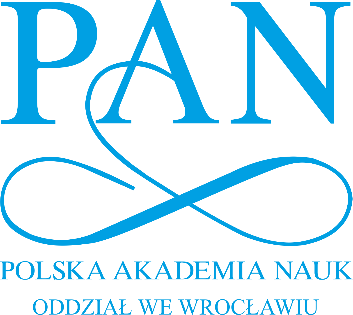 PAN
POLSKA AKADEMIA NAUK
ODDZIAŁ WE WROCŁAWIU